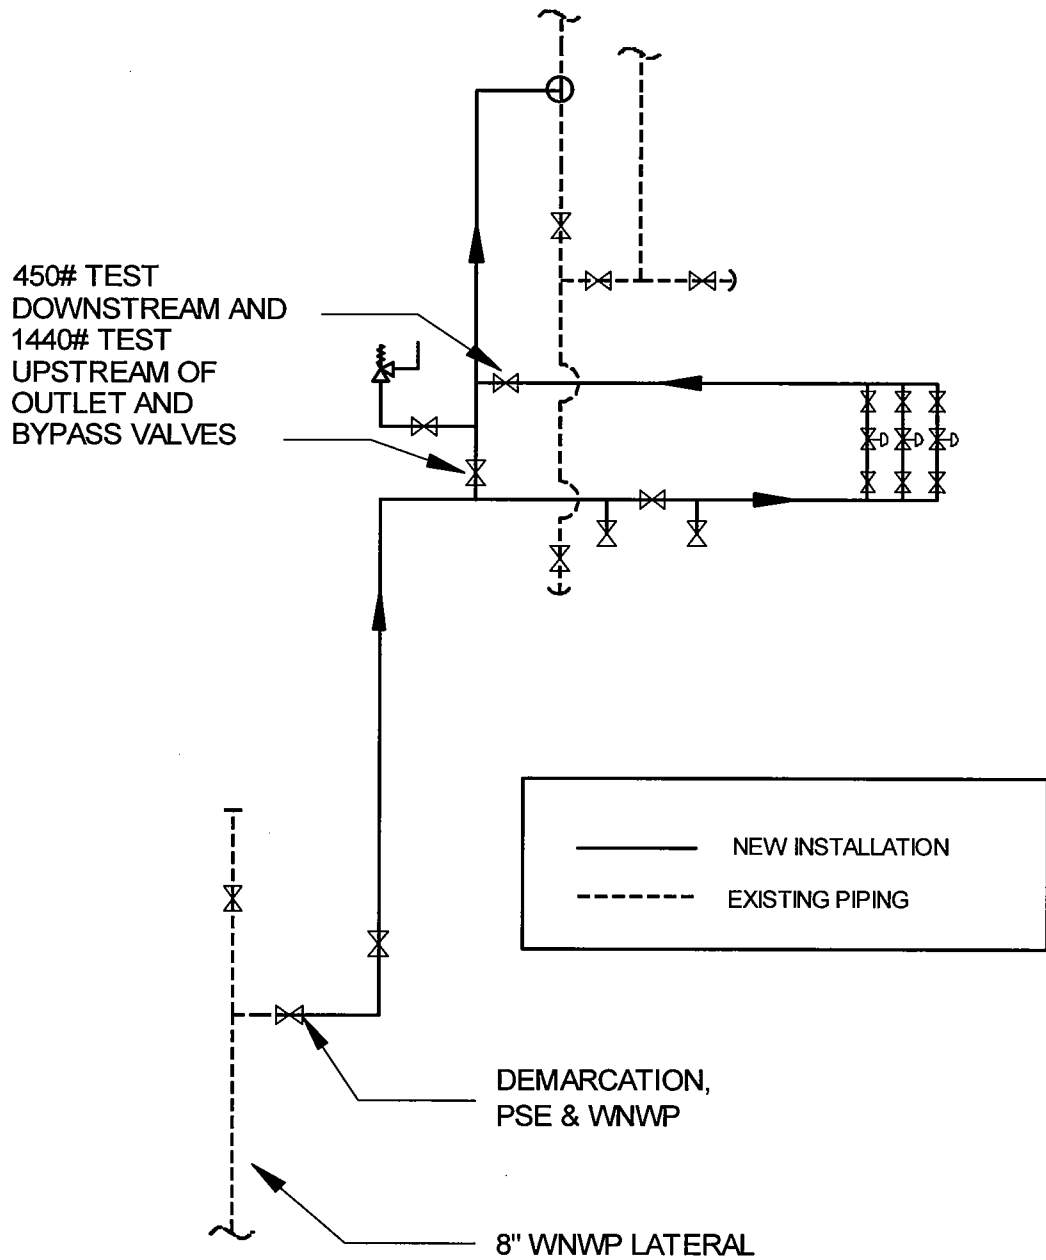 450# TEST
DOWNSTREAM AND
1440# TEST
UPSTREAM OF
OUTLET AND
BYPASS VALVES
NEW INSTALLATION
EXISTING PIPING
DEMARCATION,
PSE & WNWP
8" WNWP LATERAL